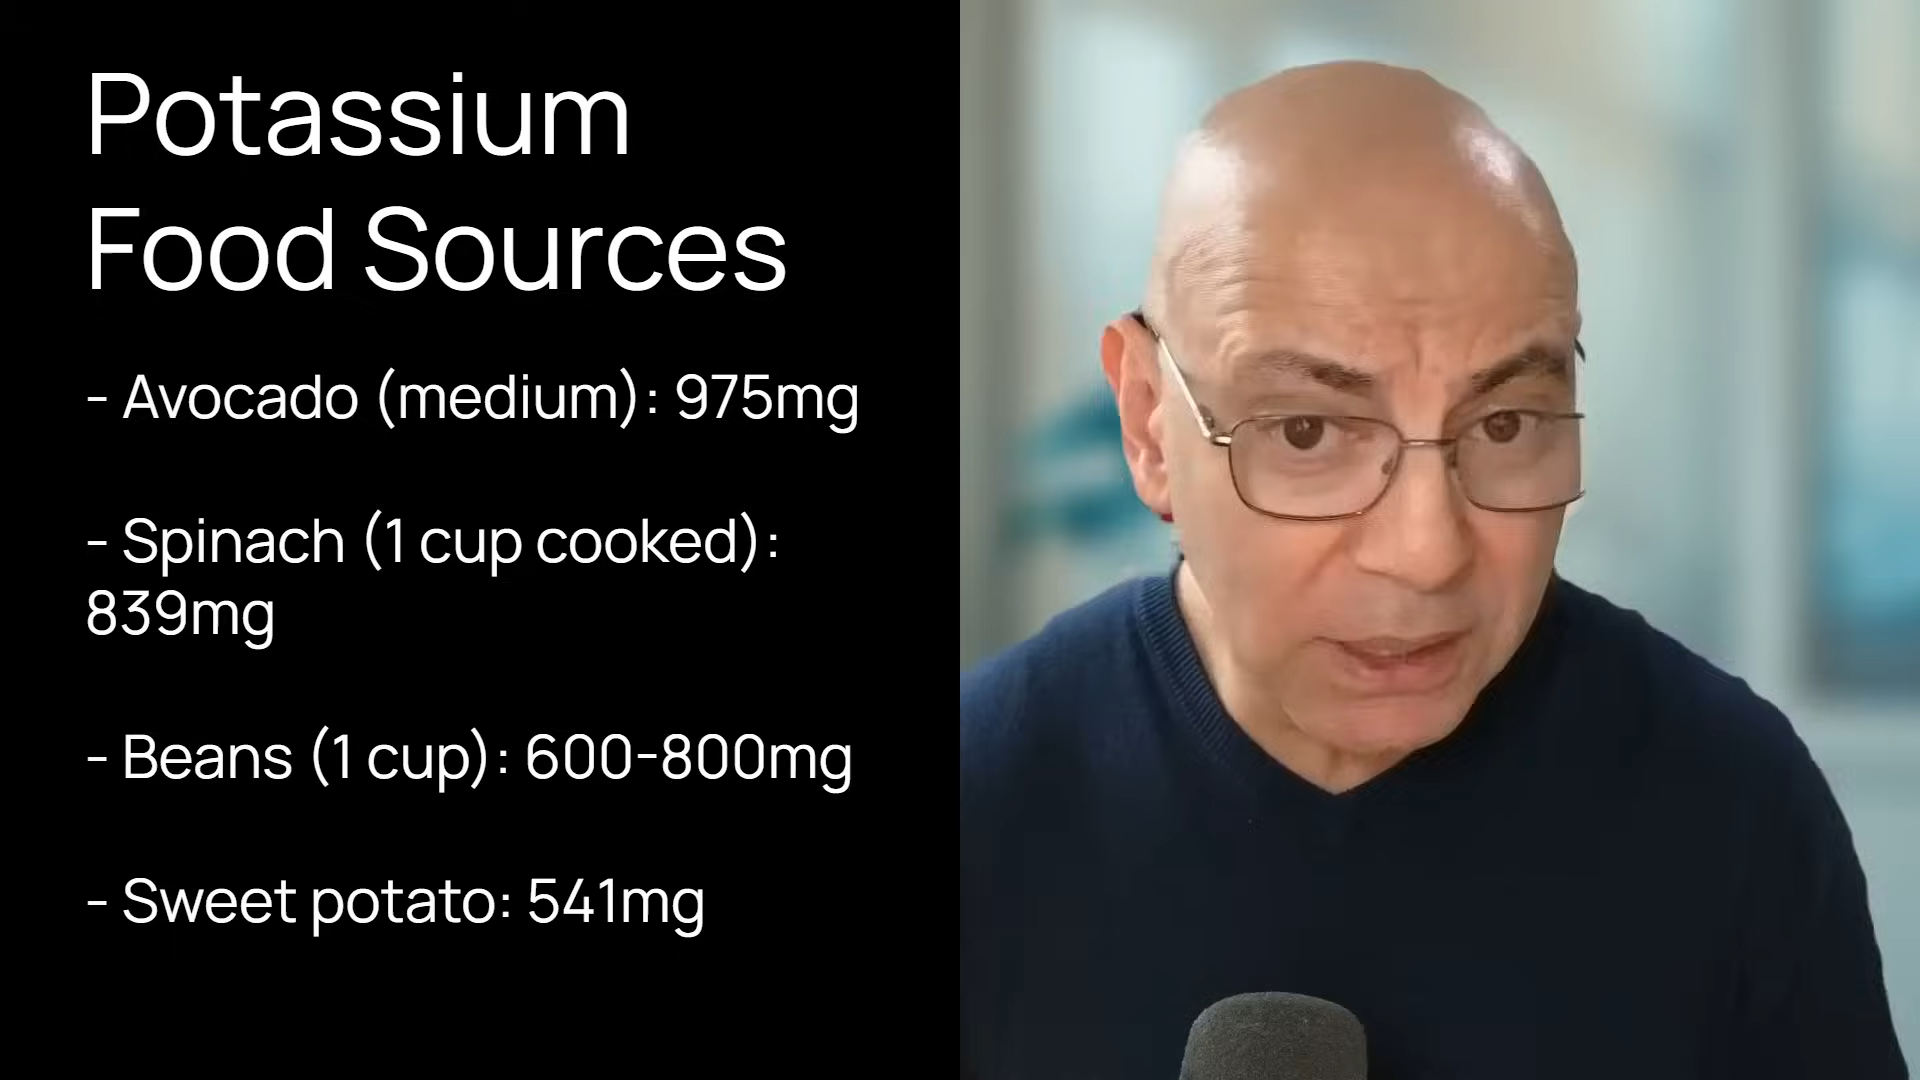 Potassium
Food Sources
- Avocado (medium): 975mg
- Spinach (1 cup cooked):
839mg
- Beans (1 cup): 600-800mg
- Sweet potato: 541mg